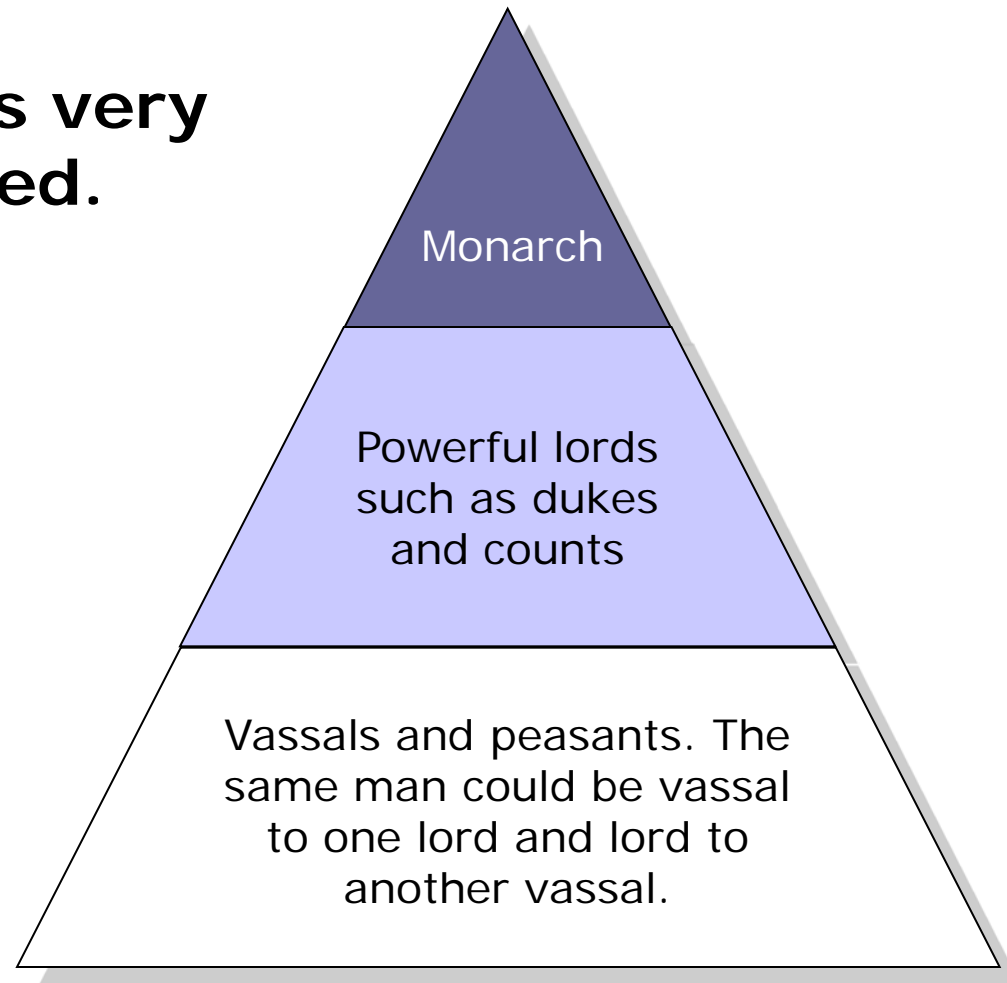 s very
ed.
Monarch
Powerful lords
such as dukes
and counts
Vassals and peasants. The
same man could be vassal
to one lord and lord to
another vassal.